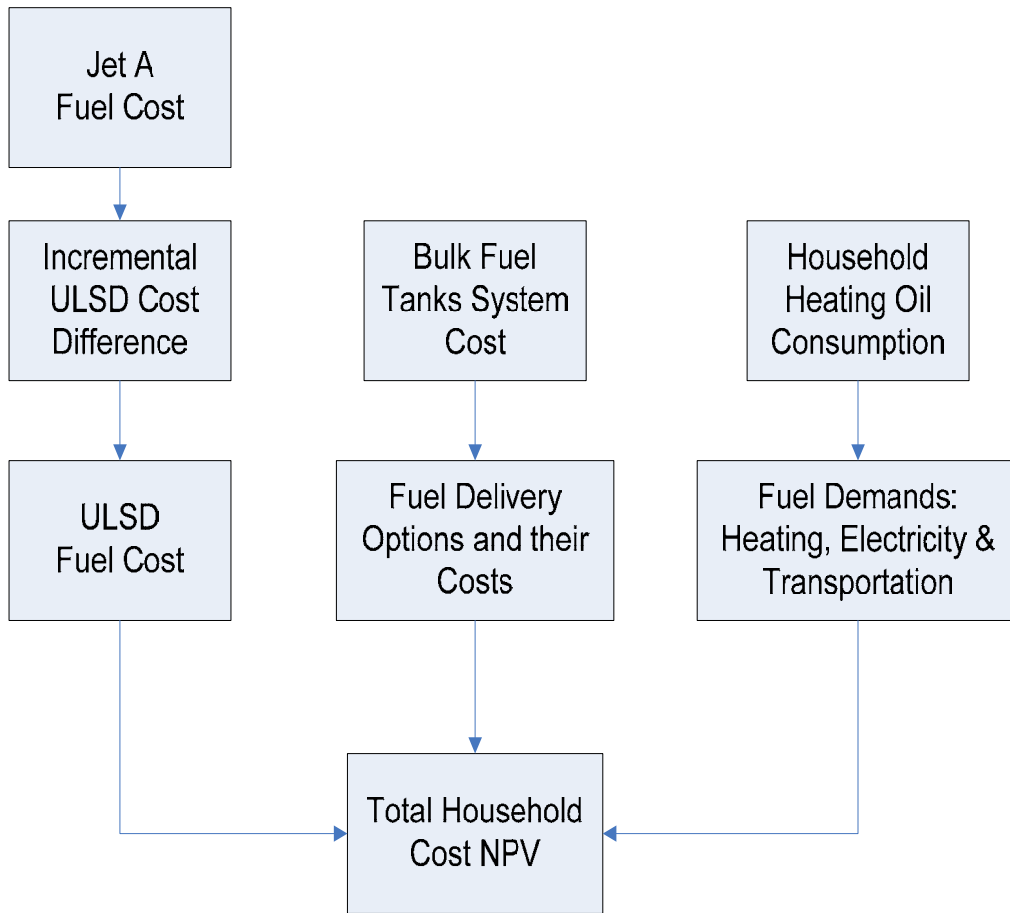 Jet A
Fuel Cost
Incremental
ULSD Cost
Difference
Bulk Fuel
Tanks System
Cost
Household
Heating Oil
Consumption
ULSD
Fuel Cost
Fuel Delivery
Options and their
Costs
Fuel Demands:
Heating, Electricity &
Transportation
Total Household
Cost NPV